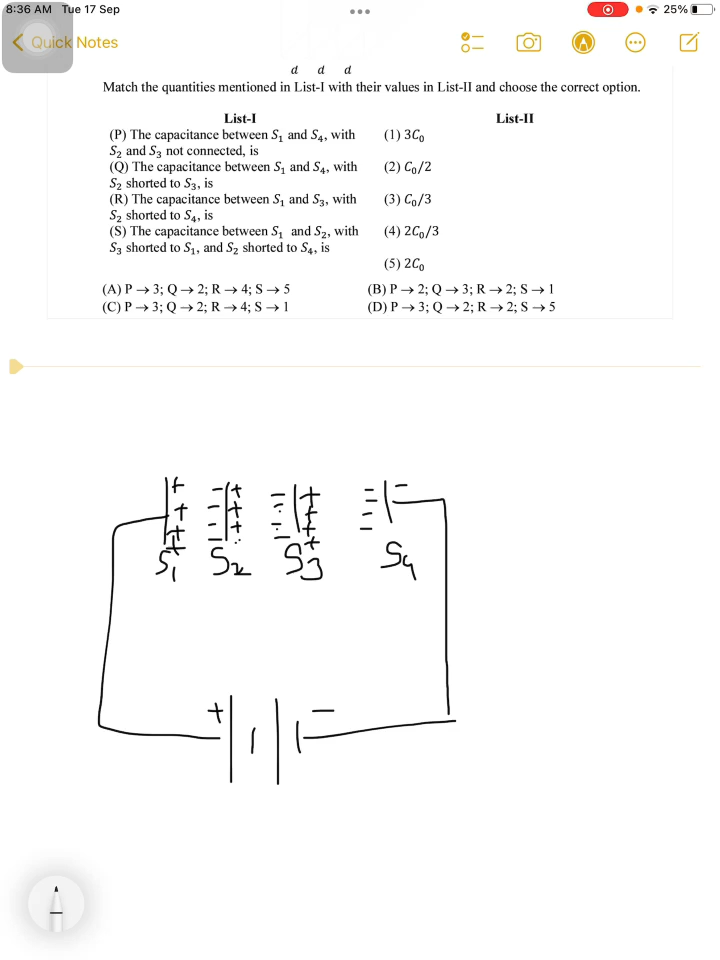 8:36 AM Tue 17 Sep
25%
Quick Notes
d d d
Match the quantities mentioned in List-I with their values in List-II and choose the correct option.
List-I List-II
(P) The capacitance between S₁ and S₄, with (1) 3C₀
S₂ and S₃ not connected, is
(Q) The capacitance between S₁ and S₄, with (2) C₀/2
S₂ shorted to S₃, is
(R) The capacitance between S₁ and S₃, with (3) C₀/3
S₂ shorted to S₄, is
(S) The capacitance between S₁ and S₂, with (4) 2C₀/3
S₃ shorted to S₁, and S₂ shorted to S₄, is
(5) 2C₀
(A) P → 3; Q → 2; R → 4; S → 5 (B) P → 2; Q → 3; R → 2; S → 1
(C) P → 3; Q → 2; R → 4; S → 1 (D) P → 3; Q → 2; R → 2; S → 5
S₁ S₂ S₃ S₄
+ −